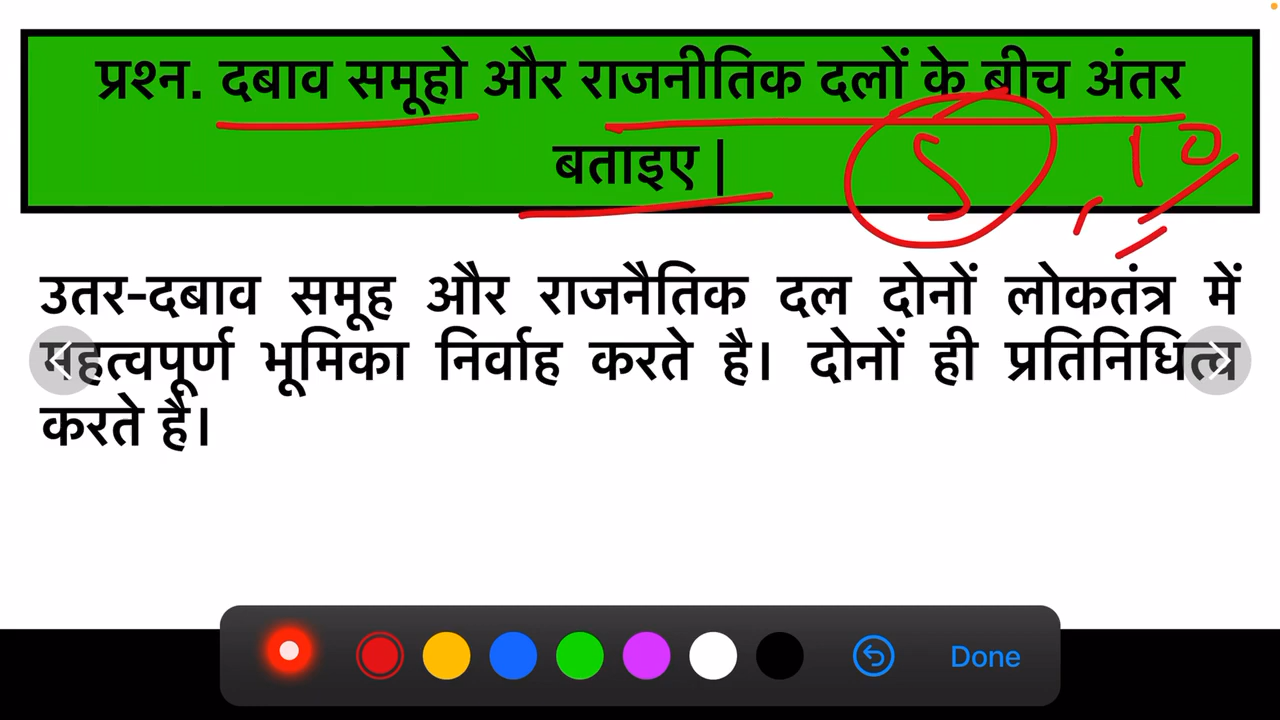 प्रश्न. दबाव समूहो और राजनीतिक दलों के बीच अंतर
बताइए |
5, 10
उतर-दबाव समूह और राजनैतिक दल दोनों लोकतंत्र में
महत्वपूर्ण भूमिका निर्वाह करते है। दोनों ही प्रतिनिधित्व
करते है।
Done